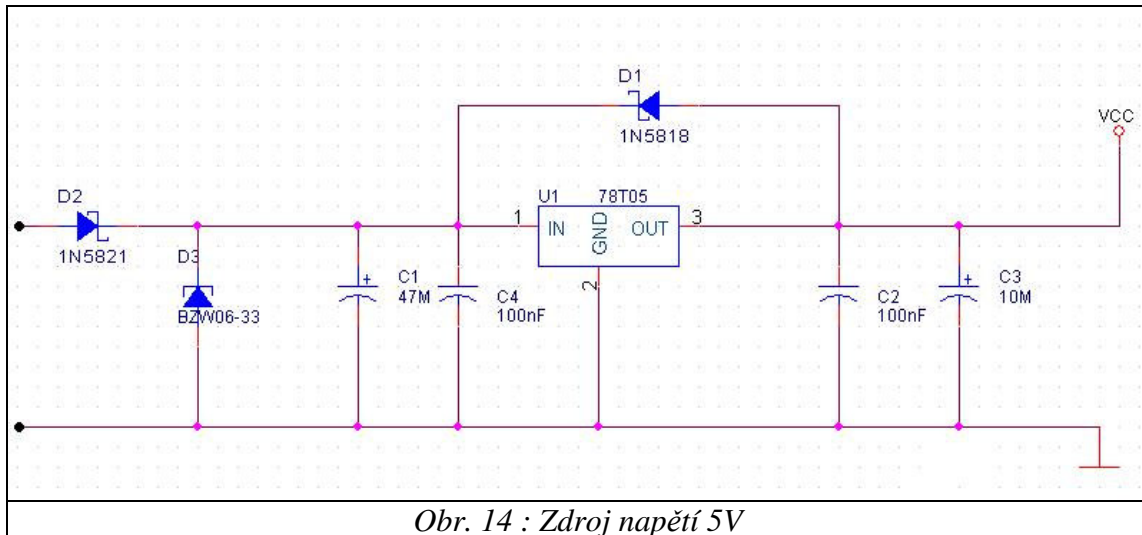 D1
1N5818
VCC
D2
1N5821
U1 78T05
1 IN GND OUT 3
2
D3
BZW06-33
C1
47M
C4
100nF
C2
100nF
C3
10M
+
+
Obr. 14 : Zdroj napětí 5V